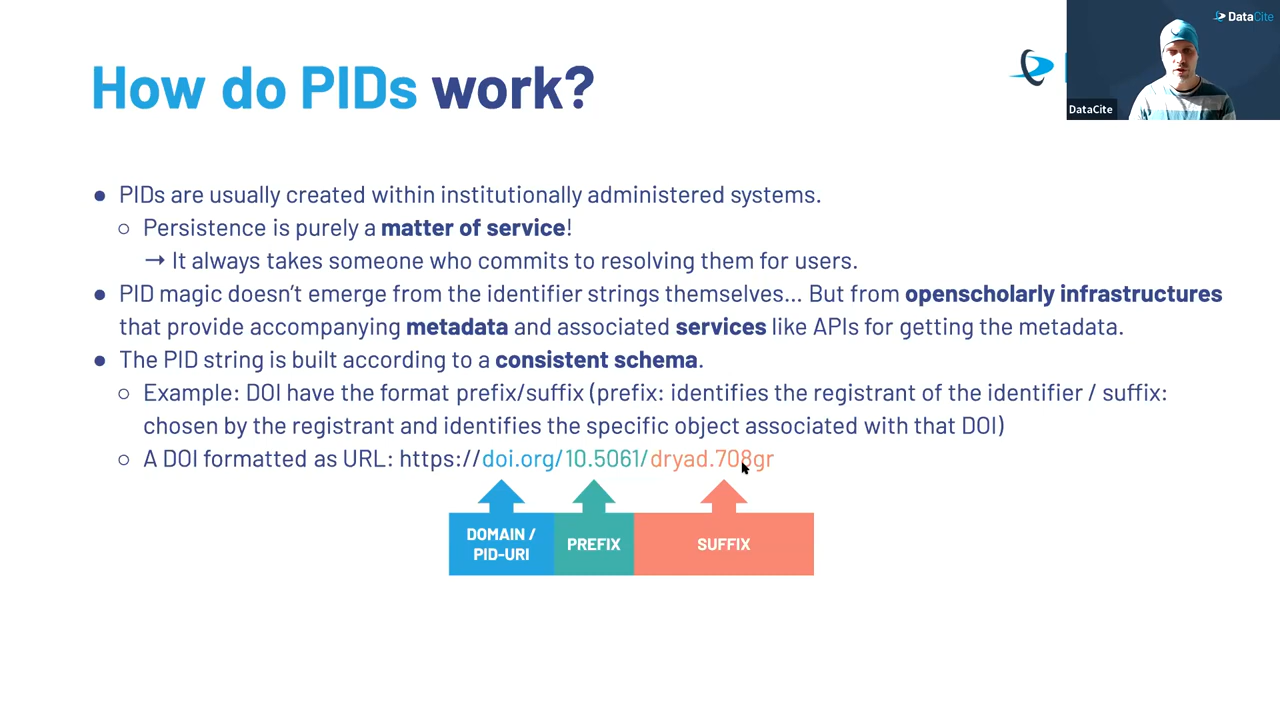 DataCite
How do PIDs work?
DataCite
● PIDs are usually created within institutionally administered systems.
○ Persistence is purely a matter of service!
→ It always takes someone who commits to resolving them for users.
● PID magic doesn't emerge from the identifier strings themselves... But from openscholarly infrastructures
that provide accompanying metadata and associated services like APIs for getting the metadata.
● The PID string is built according to a consistent schema.
○ Example: DOI have the format prefix/suffix (prefix: identifies the registrant of the identifier / suffix:
chosen by the registrant and identifies the specific object associated with that DOI)
○ A DOI formatted as URL: https://doi.org/10.5061/dryad.708gr
DOMAIN /
PID-URI
PREFIX
SUFFIX